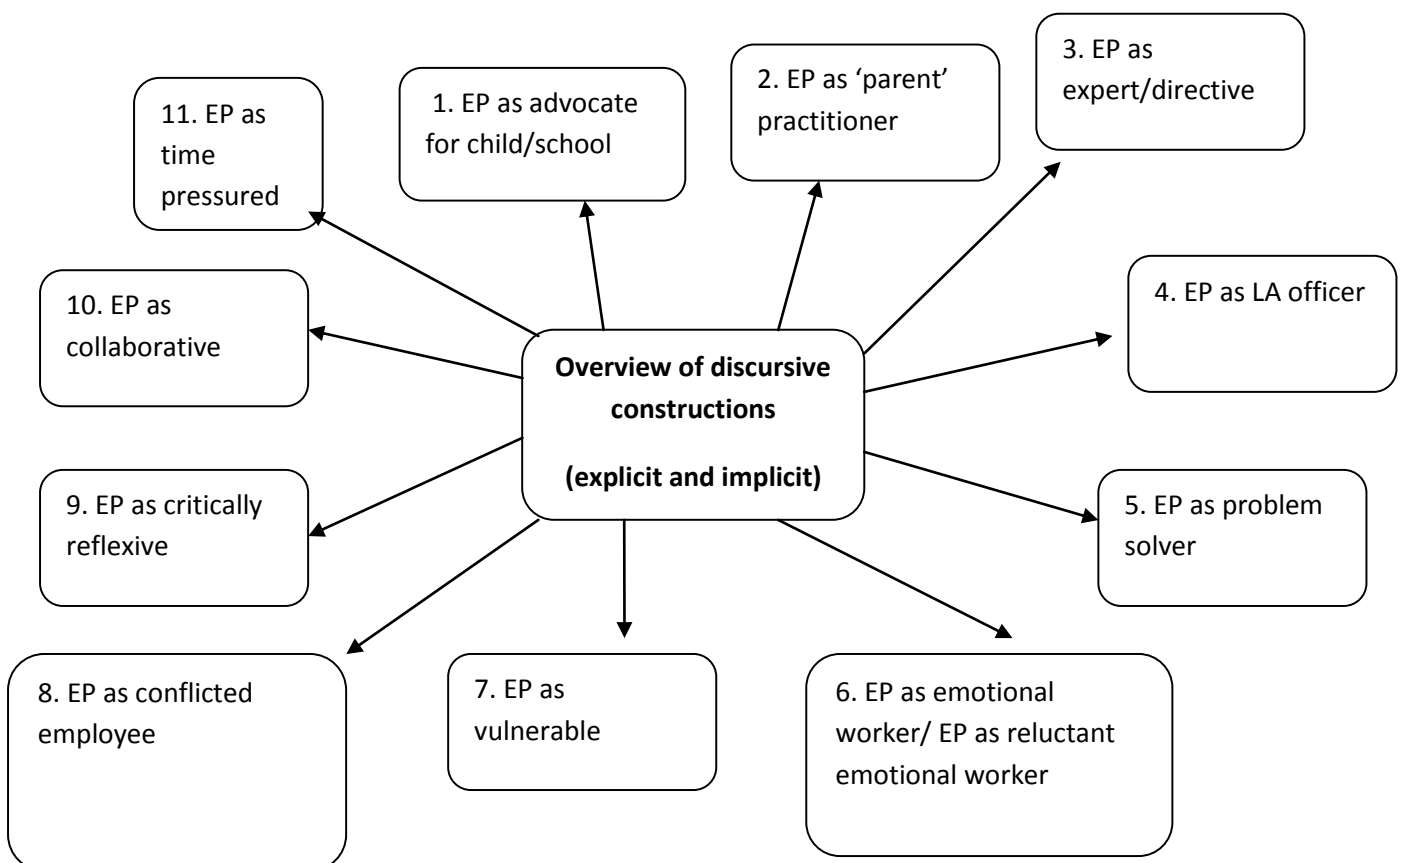 Overview of discursive
constructions
(explicit and implicit)
1. EP as advocate
for child/school
2. EP as ‘parent’
practitioner
3. EP as
expert/directive
4. EP as LA officer
5. EP as problem
solver
6. EP as emotional
worker/ EP as reluctant
emotional worker
7. EP as
vulnerable
8. EP as conflicted
employee
9. EP as critically
reflexive
10. EP as
collaborative
11. EP as
time
pressured